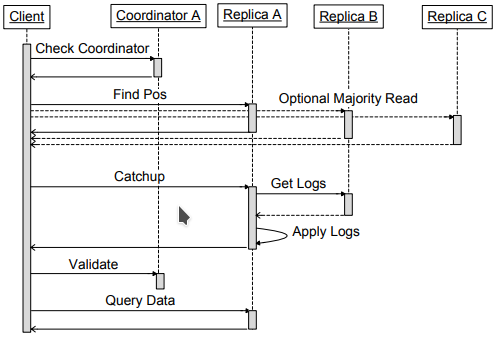 Client
Coordinator A
Replica A
Replica B
Replica C
Check Coordinator
Find Pos
Optional Majority Read
Catchup
Get Logs
Apply Logs
Validate
Query Data